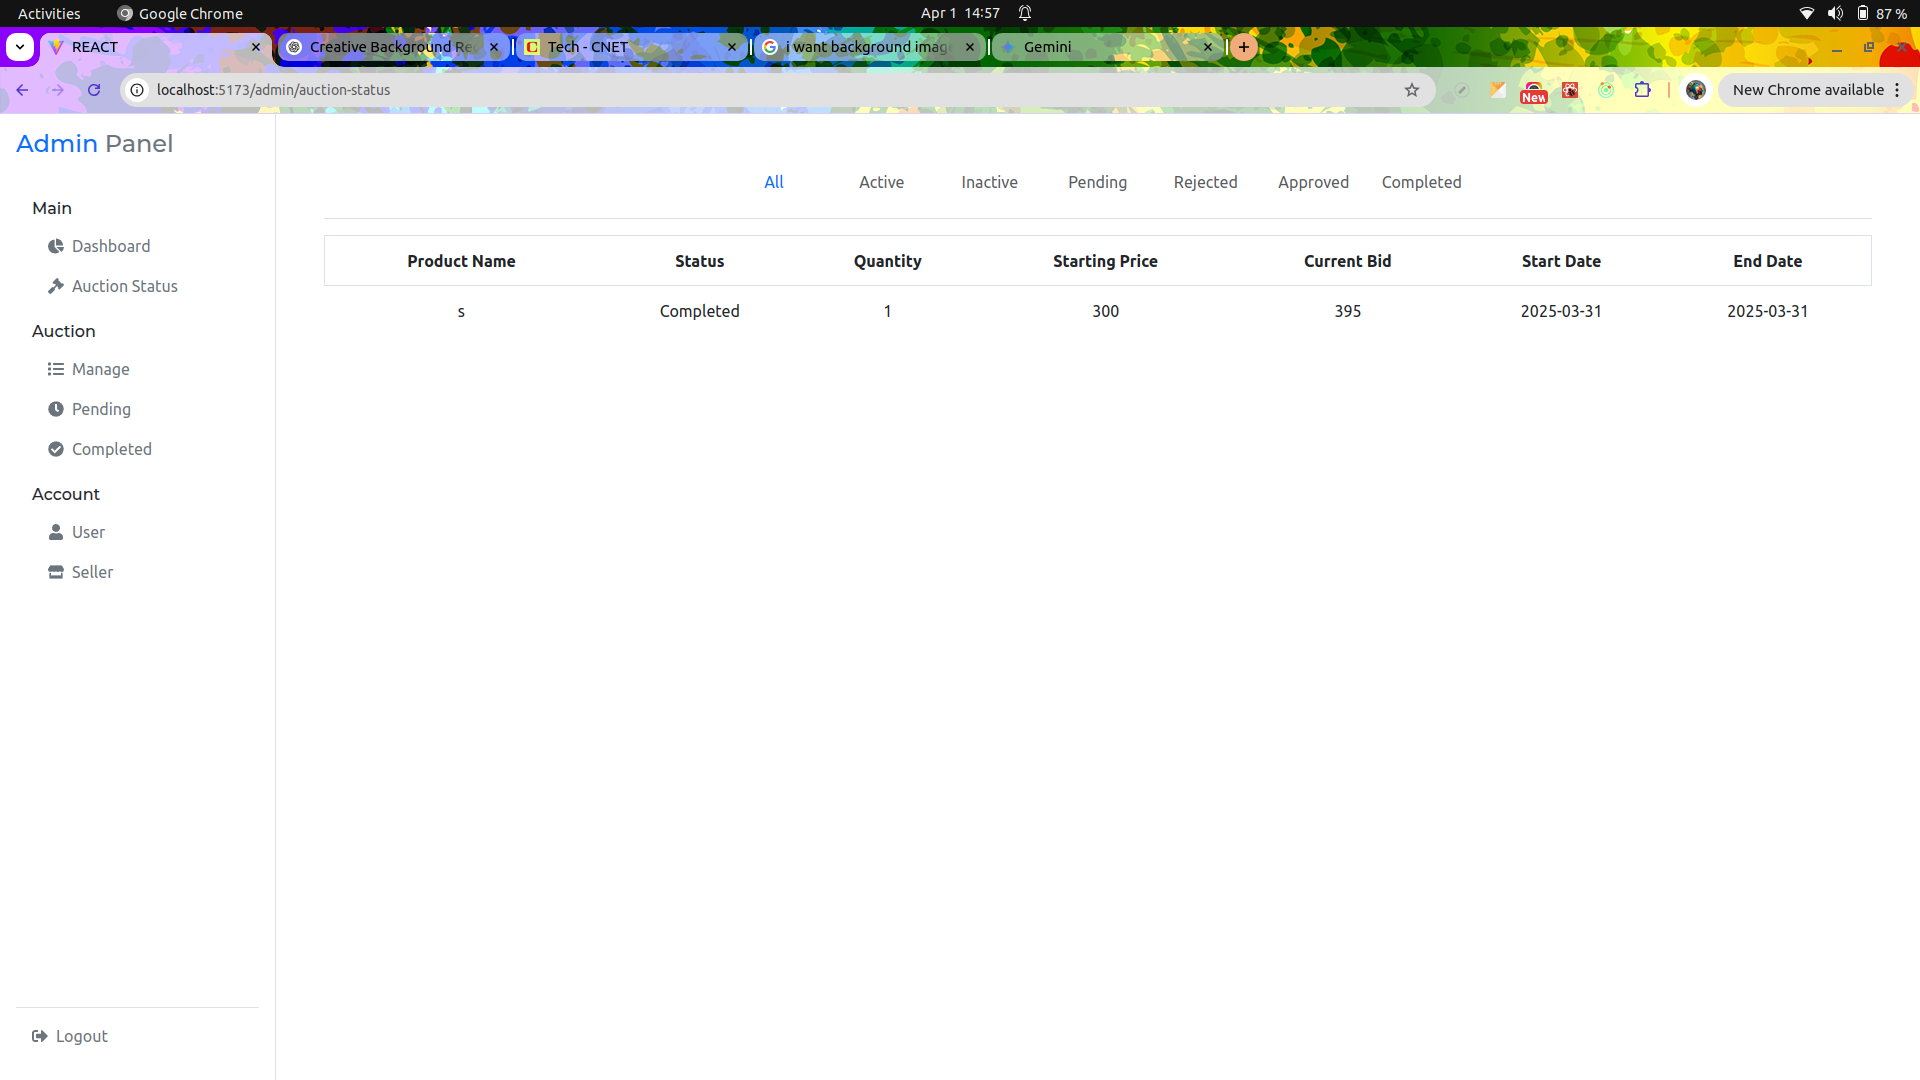 Activities Google Chrome Apr 1 14:57 87 %
REACT Creative Background Re Tech - CNET i want background imag Gemini
localhost:5173/admin/auction-status New New Chrome available
Admin Panel
All Active Inactive Pending Rejected Approved Completed
Main
Dashboard
Auction Status
Auction
Manage
Pending
Completed
Account
User
Seller
Logout
Product Name Status Quantity Starting Price Current Bid Start Date End Date
s Completed 1 300 395 2025-03-31 2025-03-31